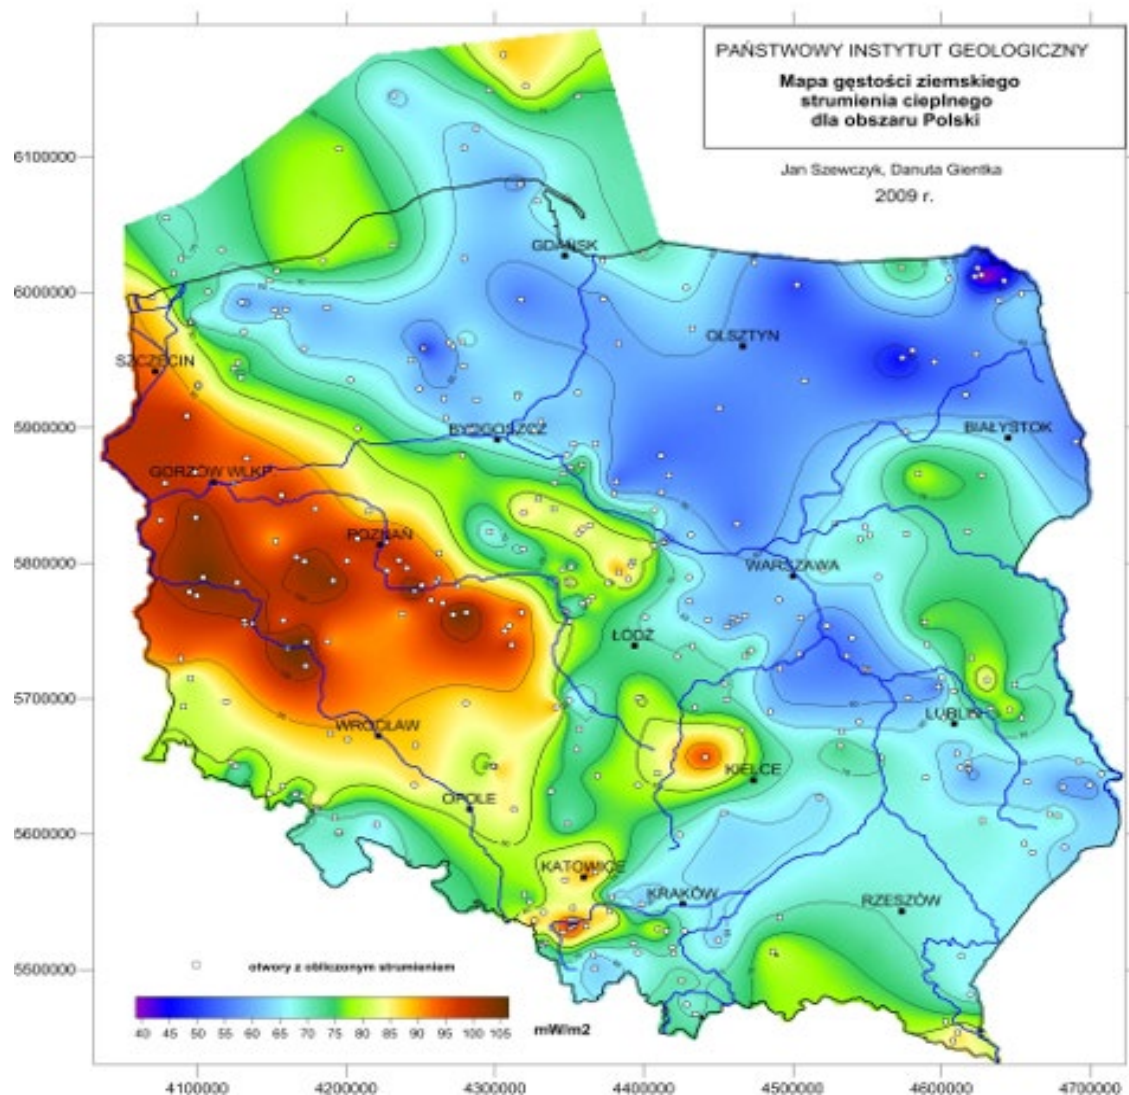 PAŃSTWOWY INSTYTUT GEOLOGICZNY
Mapa gęstości ziemskiego
strumienia cieplnego
dla obszaru Polski
Jan Szewczyk, Danuta Gientka
2009 r.
6100000
GDAŃSK
6000000
OLSZTYN
SZCZECIN
5900000
BYDGOSZCZ
BIAŁYSTOK
GORZÓW WLKP.
POZNAŃ
5800000
WARSZAWA
ŁÓDŹ
5700000
LUBLIN
WROCŁAW
KIELCE
OPOLE
5600000
KATOWICE
KRAKÓW
RZESZÓW
5500000
otwory z obliczonym strumieniem
40 45 50 55 60 65 70 75 80 85 90 95 100 105
mW/m2
4100000 4200000 4300000 4400000 4500000 4600000 4700000